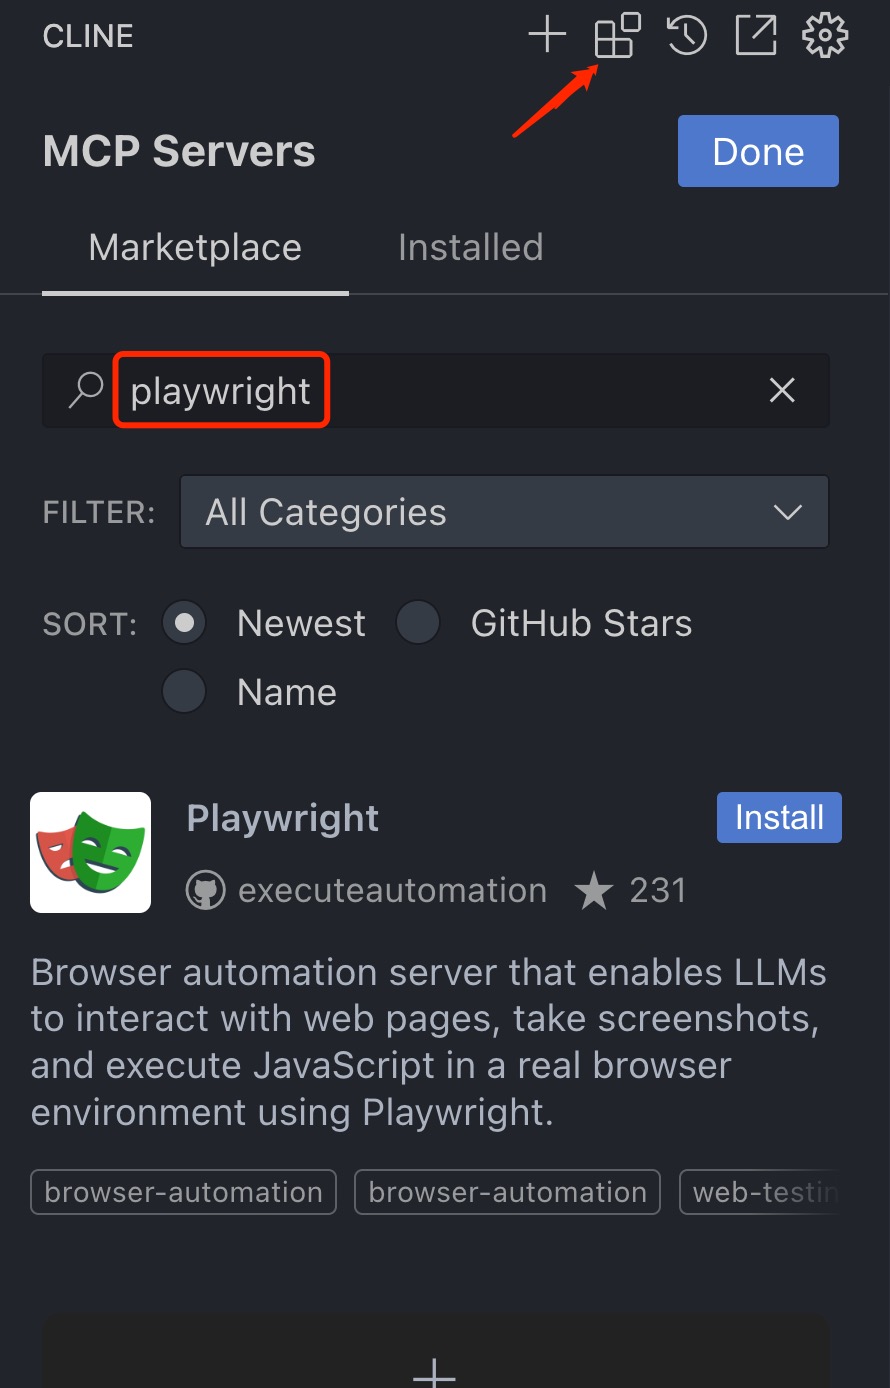 CLINE
MCP Servers
Done
Marketplace
Installed
playwright
FILTER:
All Categories
SORT:
Newest
GitHub Stars
Name
Playwright
Install
executeautomation
231
Browser automation server that enables LLMs
to interact with web pages, take screenshots,
and execute JavaScript in a real browser
environment using Playwright.
browser-automation
browser-automation
web-testin